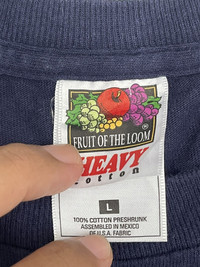 FRUIT OF THE LOOM
®
HEAVY
cotton
L
100% COTTON PRESHRUNK
ASSEMBLED IN MEXICO
OF U.S.A. FABRIC